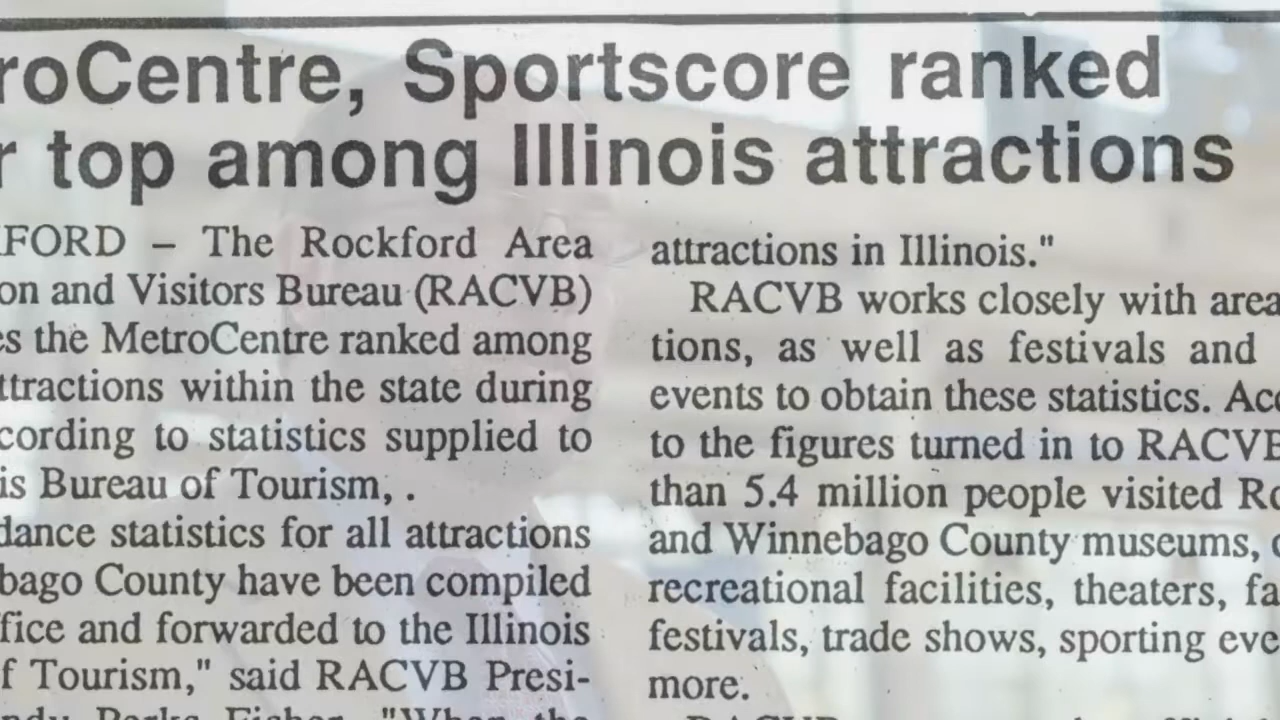 roCentre, Sportscore ranked
r top among Illinois attractions
FORD – The Rockford Area
on and Visitors Bureau (RACVB)
es the MetroCentre ranked among
ttractions within the state during
cording to statistics supplied to
is Bureau of Tourism, .
dance statistics for all attractions
bago County have been compiled
fice and forwarded to the Illinois
f Tourism," said RACVB Presi-
attractions in Illinois."
RACVB works closely with area
tions, as well as festivals and
events to obtain these statistics. Acc
to the figures turned in to RACVB
than 5.4 million people visited Ro
and Winnebago County museums,
recreational facilities, theaters, fa
festivals, trade shows, sporting eve
more.